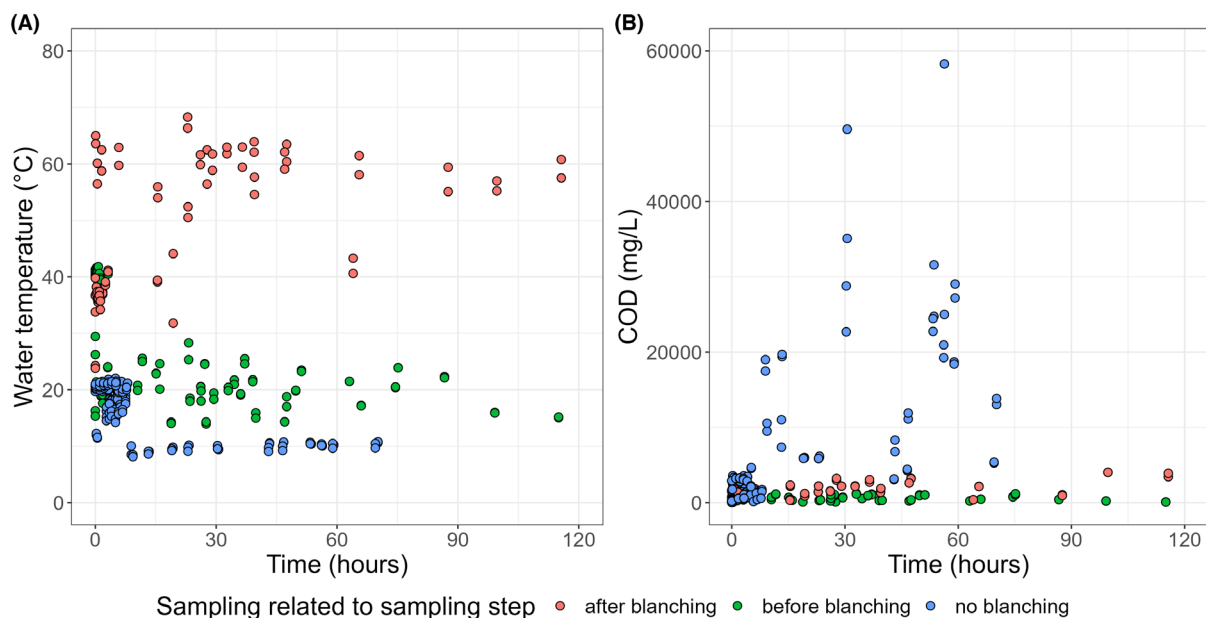 (A)
Water temperature (°C)
80
60
40
20
0
0 30 60 90 120
Time (hours)
(B)
COD (mg/L)
60000
40000
20000
0
0 30 60 90 120
Time (hours)
Sampling related to sampling step after blanching before blanching no blanching